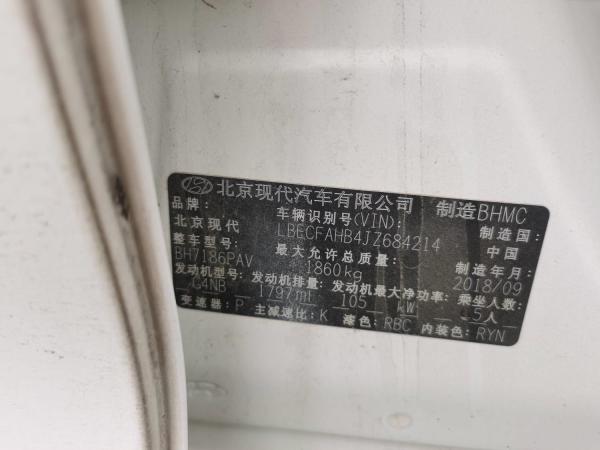 北京现代汽车有限公司 制造BHMC
品牌: 车辆识别号(VIN): 制造国:
北京现代 LBECFAHB4JZ684214 中国
整车型号: 最大允许总质量: 制造年月:
BH7186PAV 1860kg 2018/09
发动机型号: 发动机排量: 发动机最大净功率: 乘坐人数:
G4NB 1797ml 105 kW 5人
变速器: P 主减速比: K 漆色: RBC 内装色: RYN